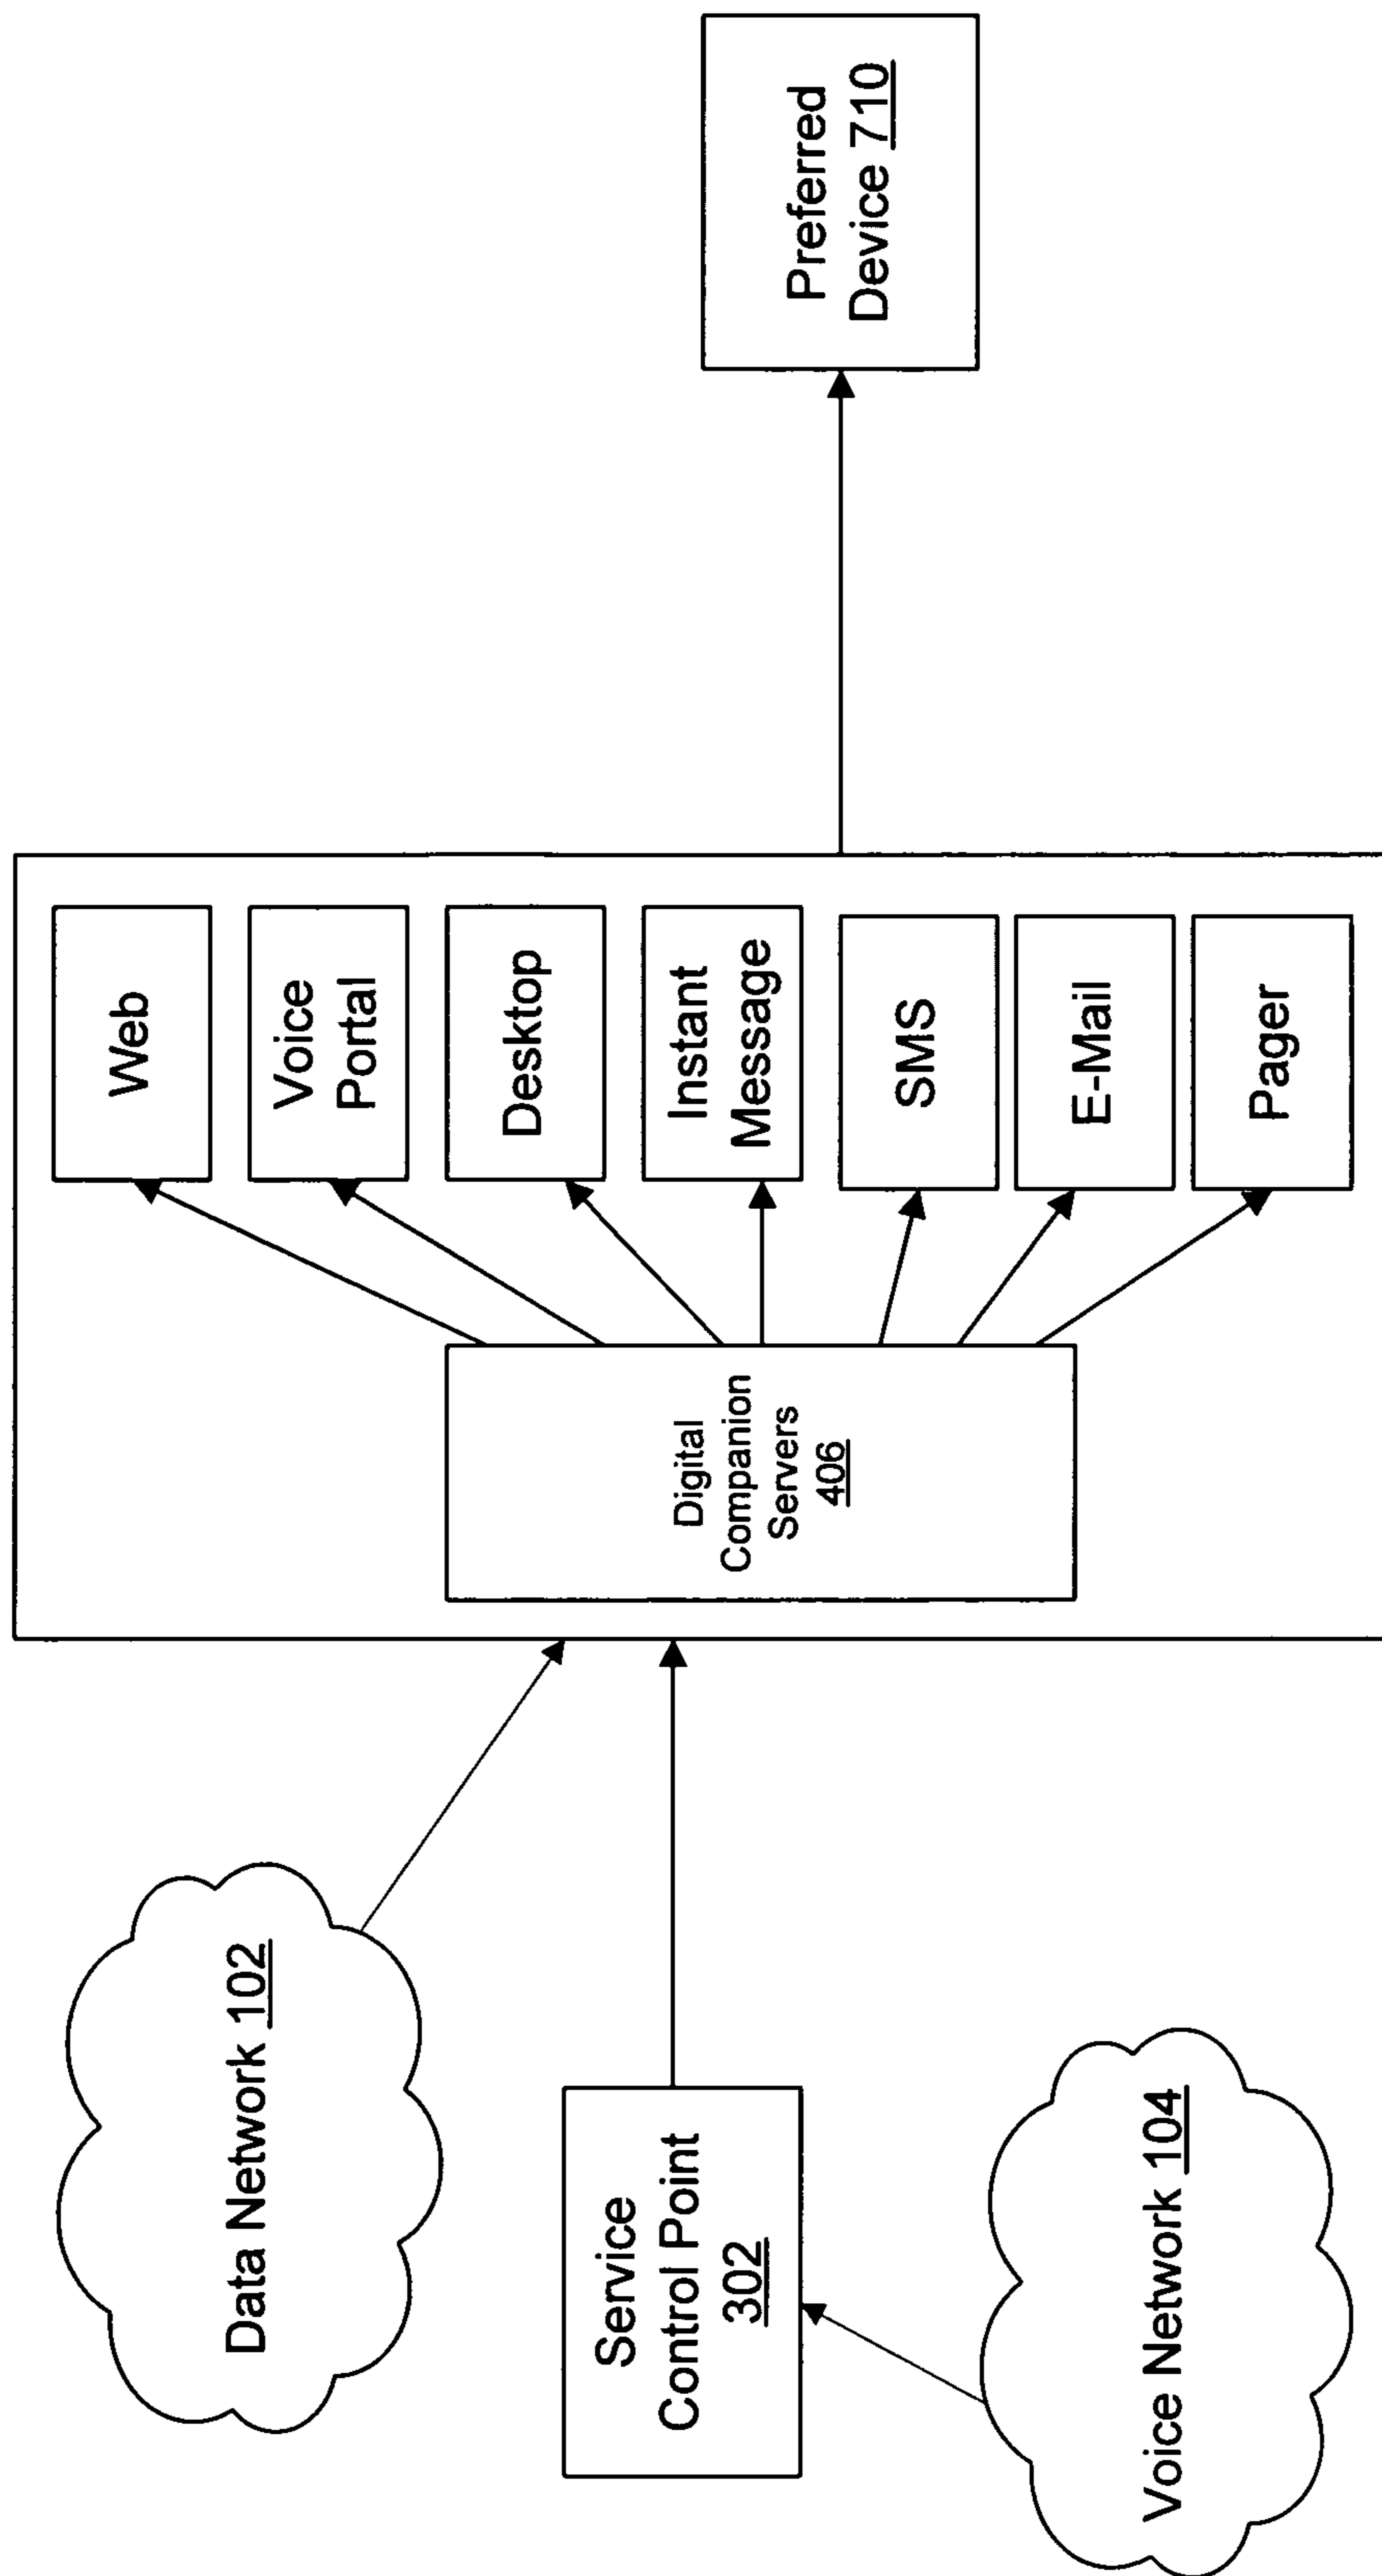 Data Network 102
Service
Control Point
302
Voice Network 104
Digital
Companion
Servers
406
Web
Voice
Portal
Desktop
Instant
Message
SMS
E-Mail
Pager
Preferred
Device 710